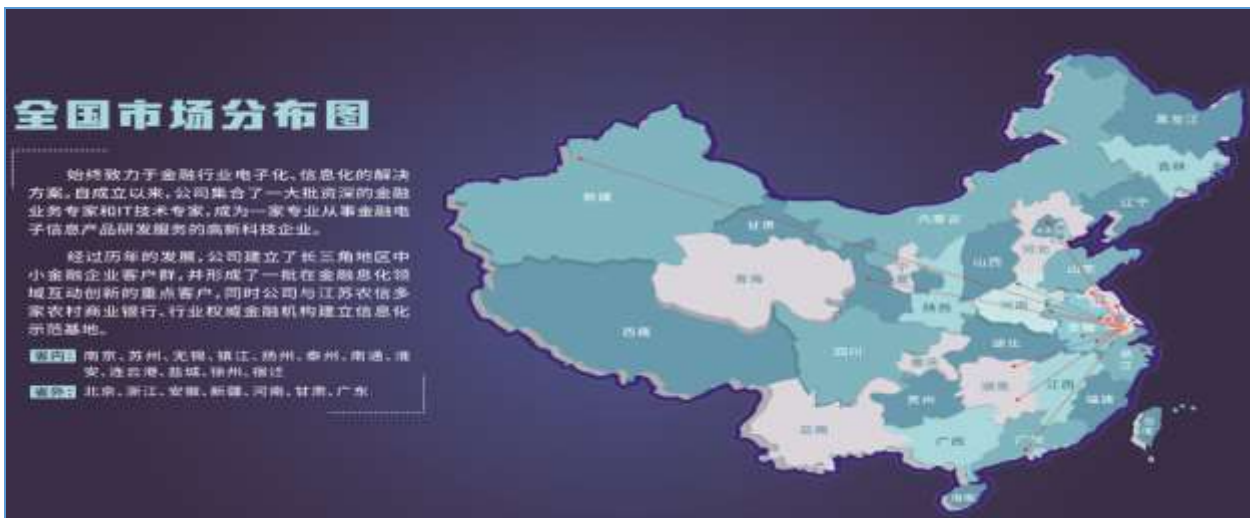 全国市场分布图
始终致力于金融行业电子化、信息化的解决
方案。自成立以来，公司集合了一大批资深的金融
业务专家和IT技术专家，成为一家专业从事金融电
子信息产品研发服务的高新科技企业。
经过历年的发展，公司建立了长三角地区中
小金融企业客户群，并形成了一批在金融息化领
域互动创新的重点客户，同时公司与江苏农信多
家农村商业银行、行业权威金融机构建立信息化
示范基地。
省内：南京、苏州、无锡、镇江、扬州、泰州、南通、淮
安、连云港、盐城、徐州、宿迁
省外：北京、浙江、安徽、新疆、河南、甘肃、广东
黑龙江
吉林
辽宁
内蒙古
新疆
甘肃
河北
山西
山东
青海
陕西
河南
西藏
四川
湖北
安徽
浙江
湖南
江西
贵州
福建
云南
广西
广东
台湾
海南